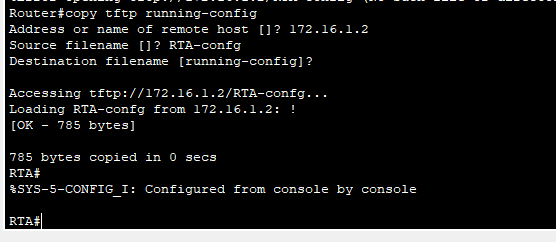 Router#copy tftp running-config
Address or name of remote host []? 172.16.1.2
Source filename []? RTA-confg
Destination filename [running-config]?
Accessing tftp://172.16.1.2/RTA-confg...
Loading RTA-confg from 172.16.1.2: !
[OK - 785 bytes]
785 bytes copied in 0 secs
RTA#
%SYS-5-CONFIG_I: Configured from console by console
RTA#